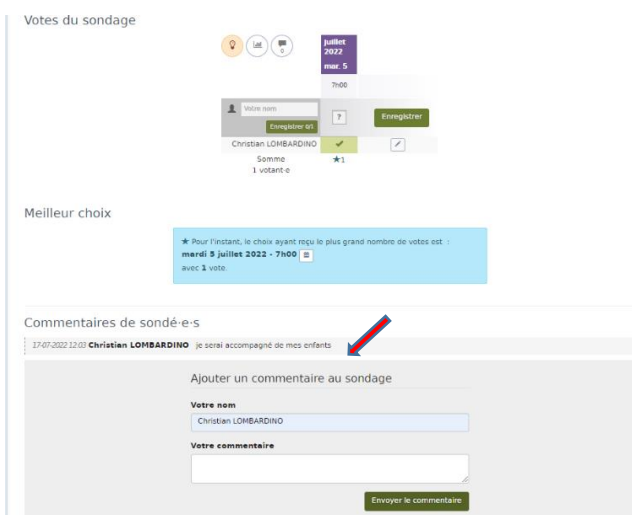 Votes du sondage
0
juillet
2022
mar. 5
7h00
Votre nom
?
Enregistrer
Enregistrer 0/1
Christian LOMBARDINO
Somme
★1
1 votant·e
Meilleur choix
★ Pour l'instant, le choix ayant reçu le plus grand nombre de votes est :
mardi 5 juillet 2022 - 7h00
avec 1 vote.
Commentaires de sondé·e·s
17-07-2022 12:03 Christian LOMBARDINO je serai accompagné de mes enfants
Ajouter un commentaire au sondage
Votre nom
Christian LOMBARDINO
Votre commentaire
Envoyer le commentaire